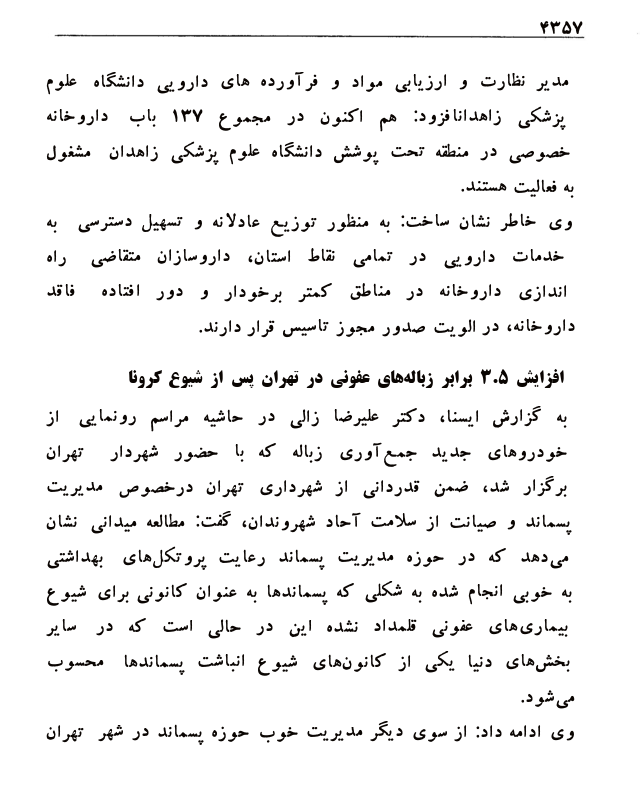 ۴۳۵۷
مدیر نظارت و ارزیابی مواد و فرآورده های دارویی دانشگاه علوم
پزشکی زاهدانافزود: هم اکنون در مجموع ۱۳۷ باب داروخانه
خصوصی در منطقه تحت پوشش دانشگاه علوم پزشکی زاهدان مشغول
به فعالیت هستند.
وی خاطر نشان ساخت: به منظور توزیع عادلانه و تسهیل دسترسی به
خدمات دارویی در تمامی نقاط استان، داروسازان متقاضی راه
اندازی داروخانه در مناطق کمتر برخودار و دور افتاده فاقد
داروخانه، در الویت صدور مجوز تاسیس قرار دارند.
افزایش ۳.۵ برابر زباله‌های عفونی در تهران پس از شیوع کرونا
به گزارش ایسنا، دکتر علیرضا زالی در حاشیه مراسم رونمایی از
خودروهای جدید جمع‌آوری زباله که با حضور شهردار تهران
برگزار شد، ضمن قدردانی از شهرداری تهران درخصوص مدیریت
پسماند و صیانت از سلامت آحاد شهروندان، گفت: مطالعه میدانی نشان
می‌دهد که در حوزه مدیریت پسماند رعایت پروتکل‌های بهداشتی
به خوبی انجام شده به شکلی که پسماندها به عنوان کانونی برای شیوع
بیماری‌های عفونی قلمداد نشده این در حالی است که در سایر
بخش‌های دنیا یکی از کانون‌های شیوع انباشت پسماندها محسوب
می‌شود.
وی ادامه داد: از سوی دیگر مدیریت خوب حوزه پسماند در شهر تهران